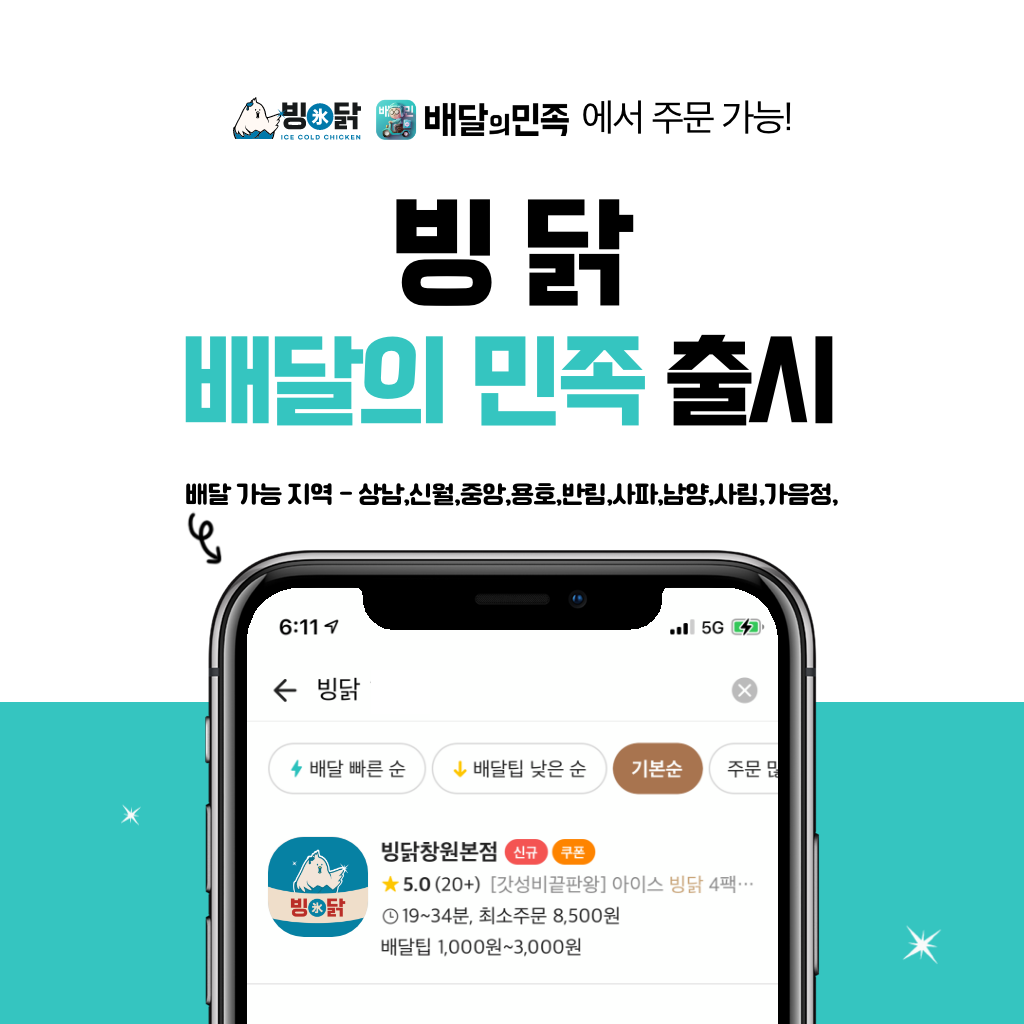 빙氷닭 배달의민족 에서 주문 가능!
ICE COLD CHICKEN
빙 닭
배달의 민족 출시
배달 가능 지역 - 상남,신월,중앙,용호,반림,사파,남양,사림,가음정,
6:11 5G
빙닭
배달 빠른 순 배달팁 낮은 순 기본순 주문
빙닭창원본점 신규 쿠폰
5.0 (20+) [갓성비끝판왕] 아이스 빙닭 4팩…
19~34분, 최소주문 8,500원
배달팁 1,000원~3,000원
빙氷닭